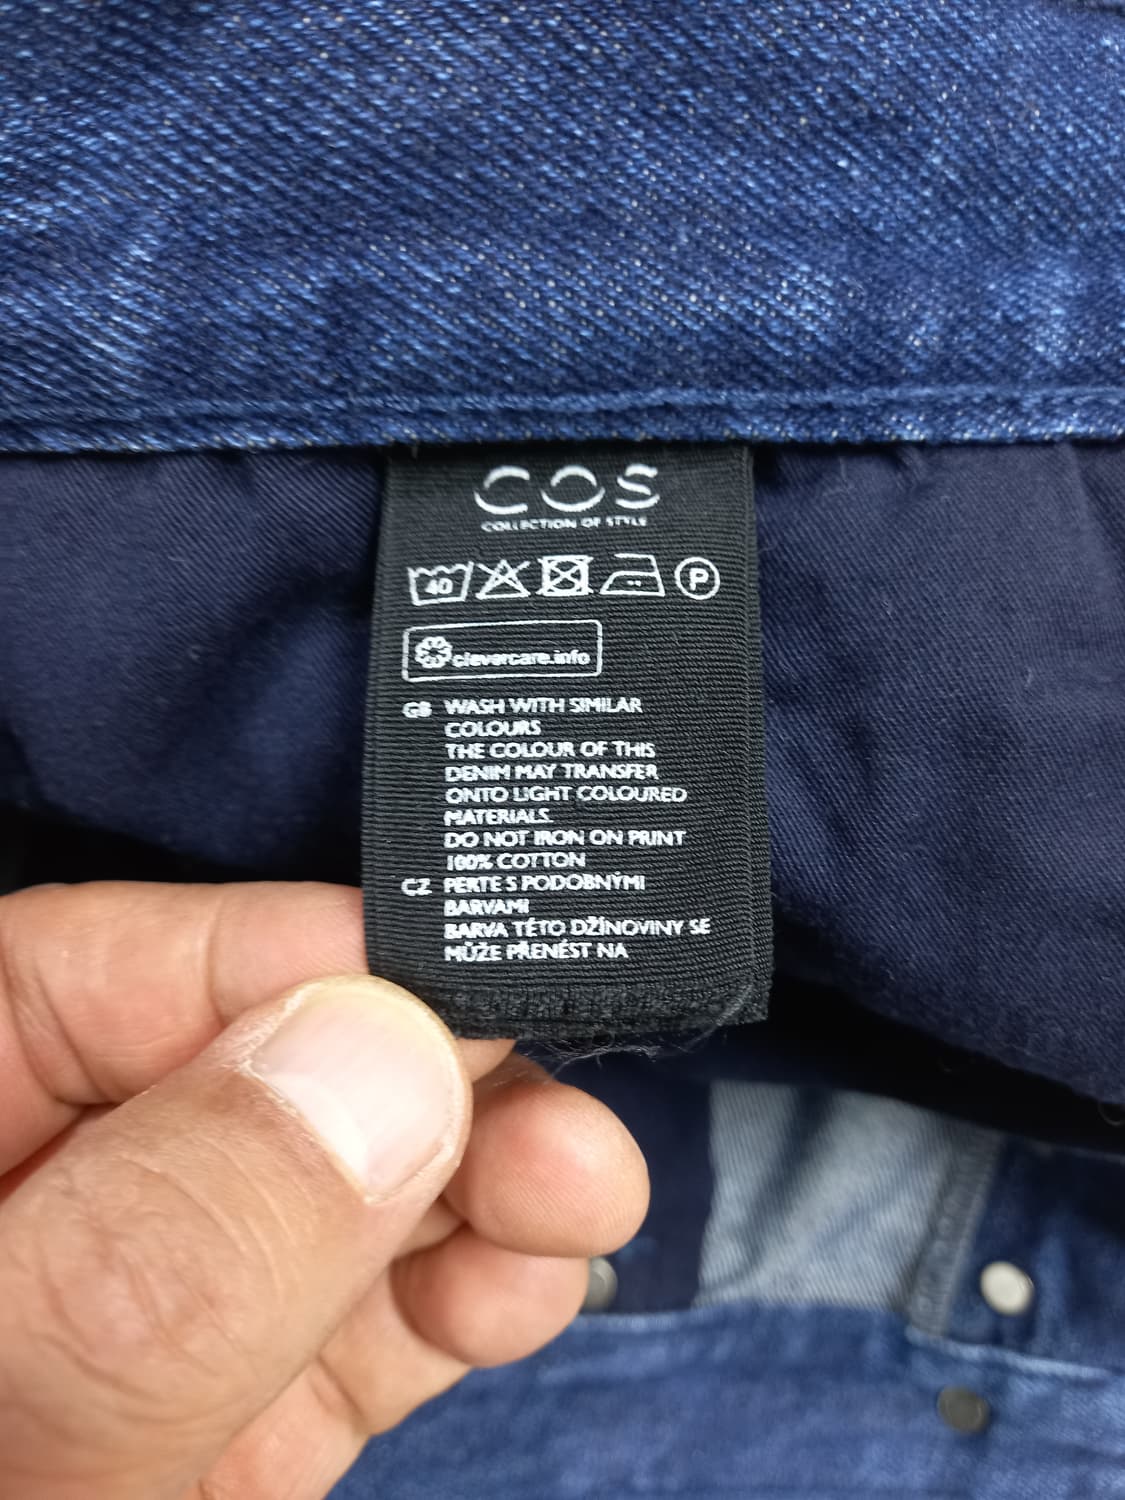 COS
COLLECTION OF STYLE
40 P
clevercare.info
GB WASH WITH SIMILAR
COLOURS
THE COLOUR OF THIS
DENIM MAY TRANSFER
ONTO LIGHT COLOURED
MATERIALS.
DO NOT IRON ON PRINT
100% COTTON
CZ PERTE S PODOBNÝMI
BARVAMI
BARVA TÉTO DŽÍNOVINY SE
MŮŽE PŘENÉST NA